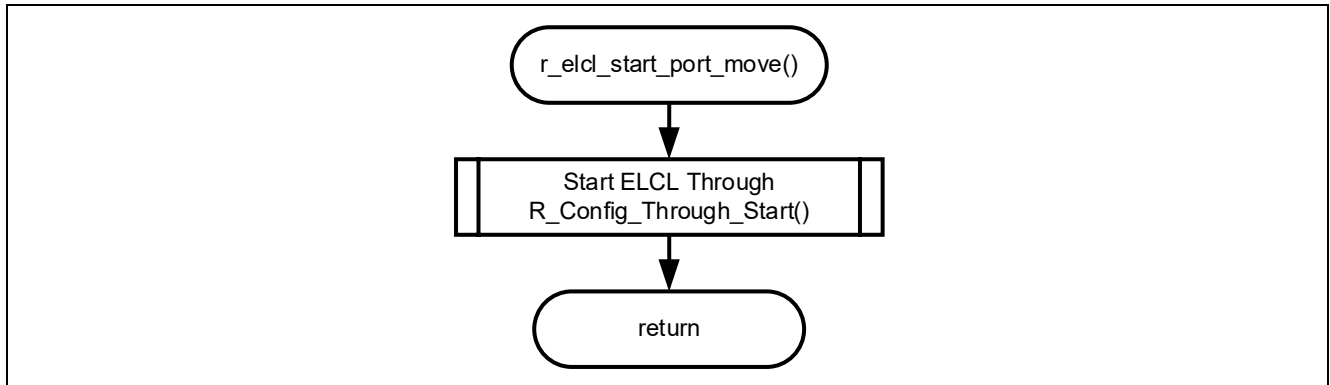 r_elcl_start_port_move()
Start ELCL Through
R_Config_Through_Start()
return